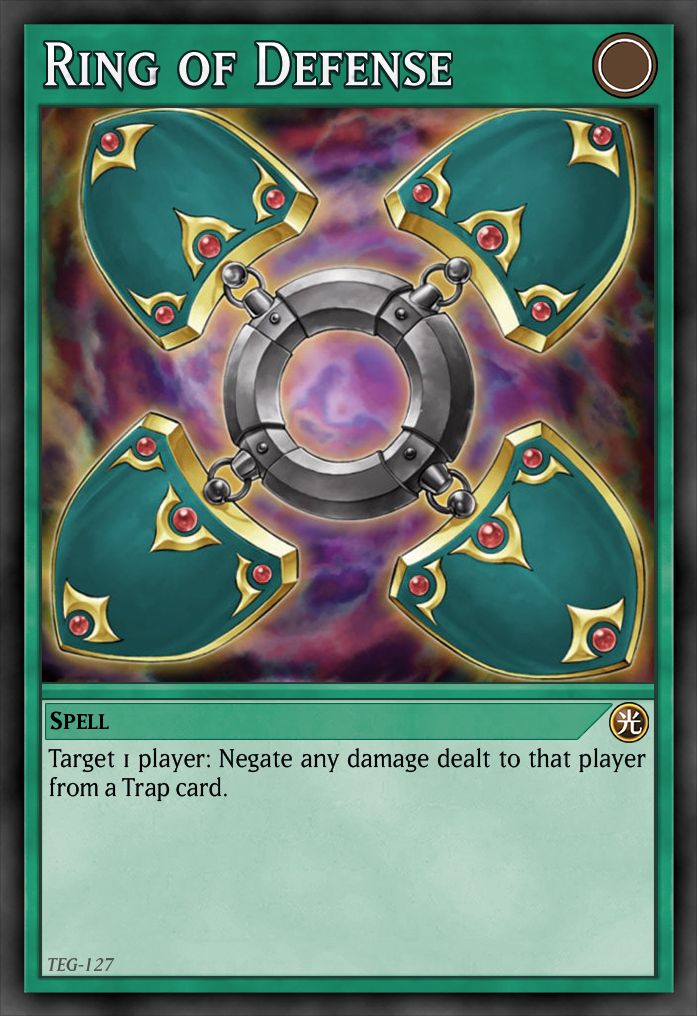 Ring of Defense
Spell
光
Target 1 player: Negate any damage dealt to that player
from a Trap card.
TEG-127